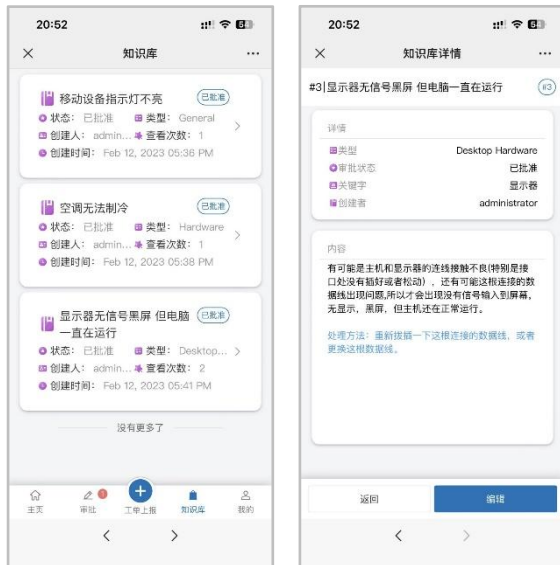 20:52
知识库
移动设备指示灯不亮
已批准
状态： 已批准 类型： General
创建人： admin... 查看次数： 1
创建时间： Feb 12, 2023 05:36 PM
空调无法制冷
已批准
状态： 已批准 类型： Hardware
创建人： admin... 查看次数： 1
创建时间： Feb 12, 2023 05:38 PM
显示器无信号黑屏 但电脑
一直在运行
已批准
状态： 已批准 类型： Desktop...
创建人： admin... 查看次数： 2
创建时间： Feb 12, 2023 05:41 PM
没有更多了
主页
审批
1
工单上报
知识库
我的
20:52
知识库详情
#3|显示器无信号黑屏 但电脑一直在运行
#3
详情
类型 Desktop Hardware
审批状态 已批准
关键字 显示器
创建者 administrator
内容
有可能是主机和显示器的连线接触不良(特别是接
口处没有插好或者松动），还有可能这根连接的数
据线出现问题,所以才会出现没有信号输入到屏幕,
无显示，黑屏，但主机还在正常运行。
处理方法：重新拔插一下这根连接的数据线，或者
更换这根数据线。
返回
编辑